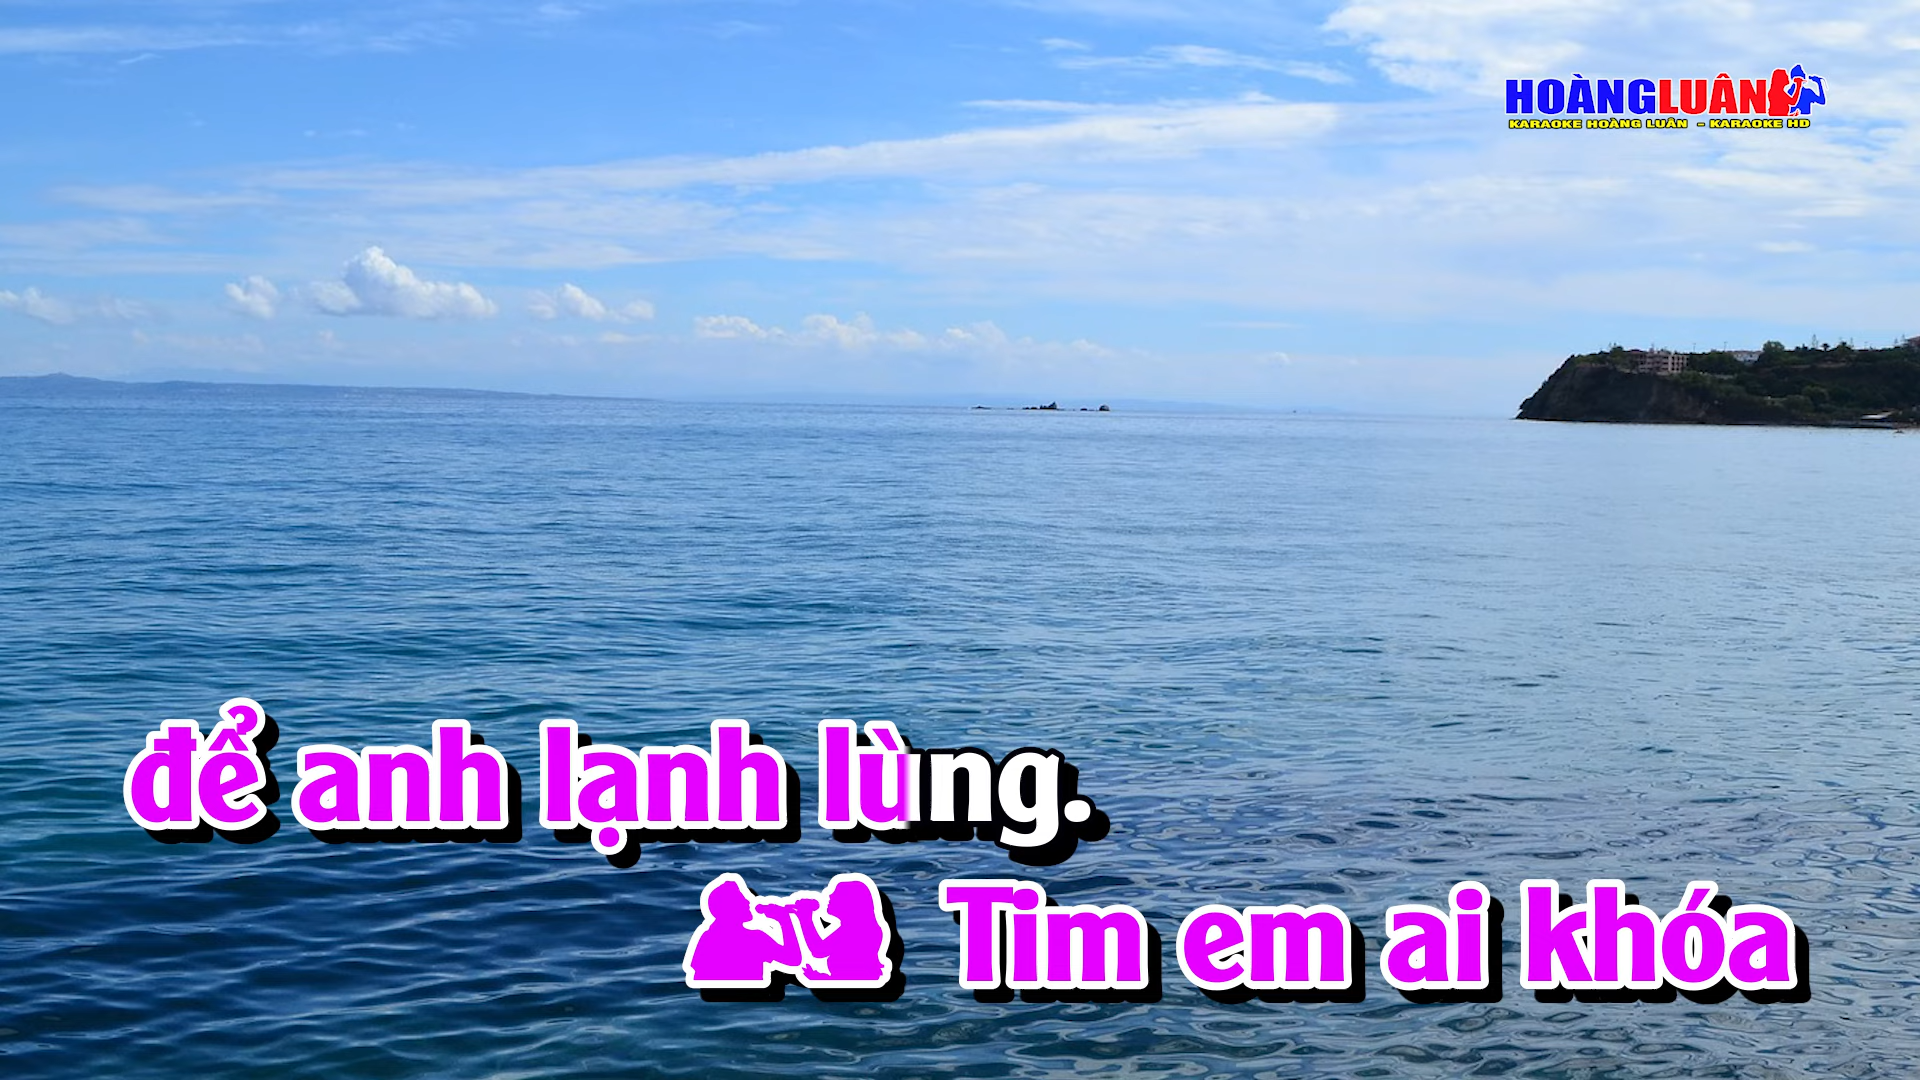 HOÀNGLUÂN
KARAOKE HOÀNG LUÂN - KARAOKE HD
để anh lạnh lùng.
Tim em ai khóa